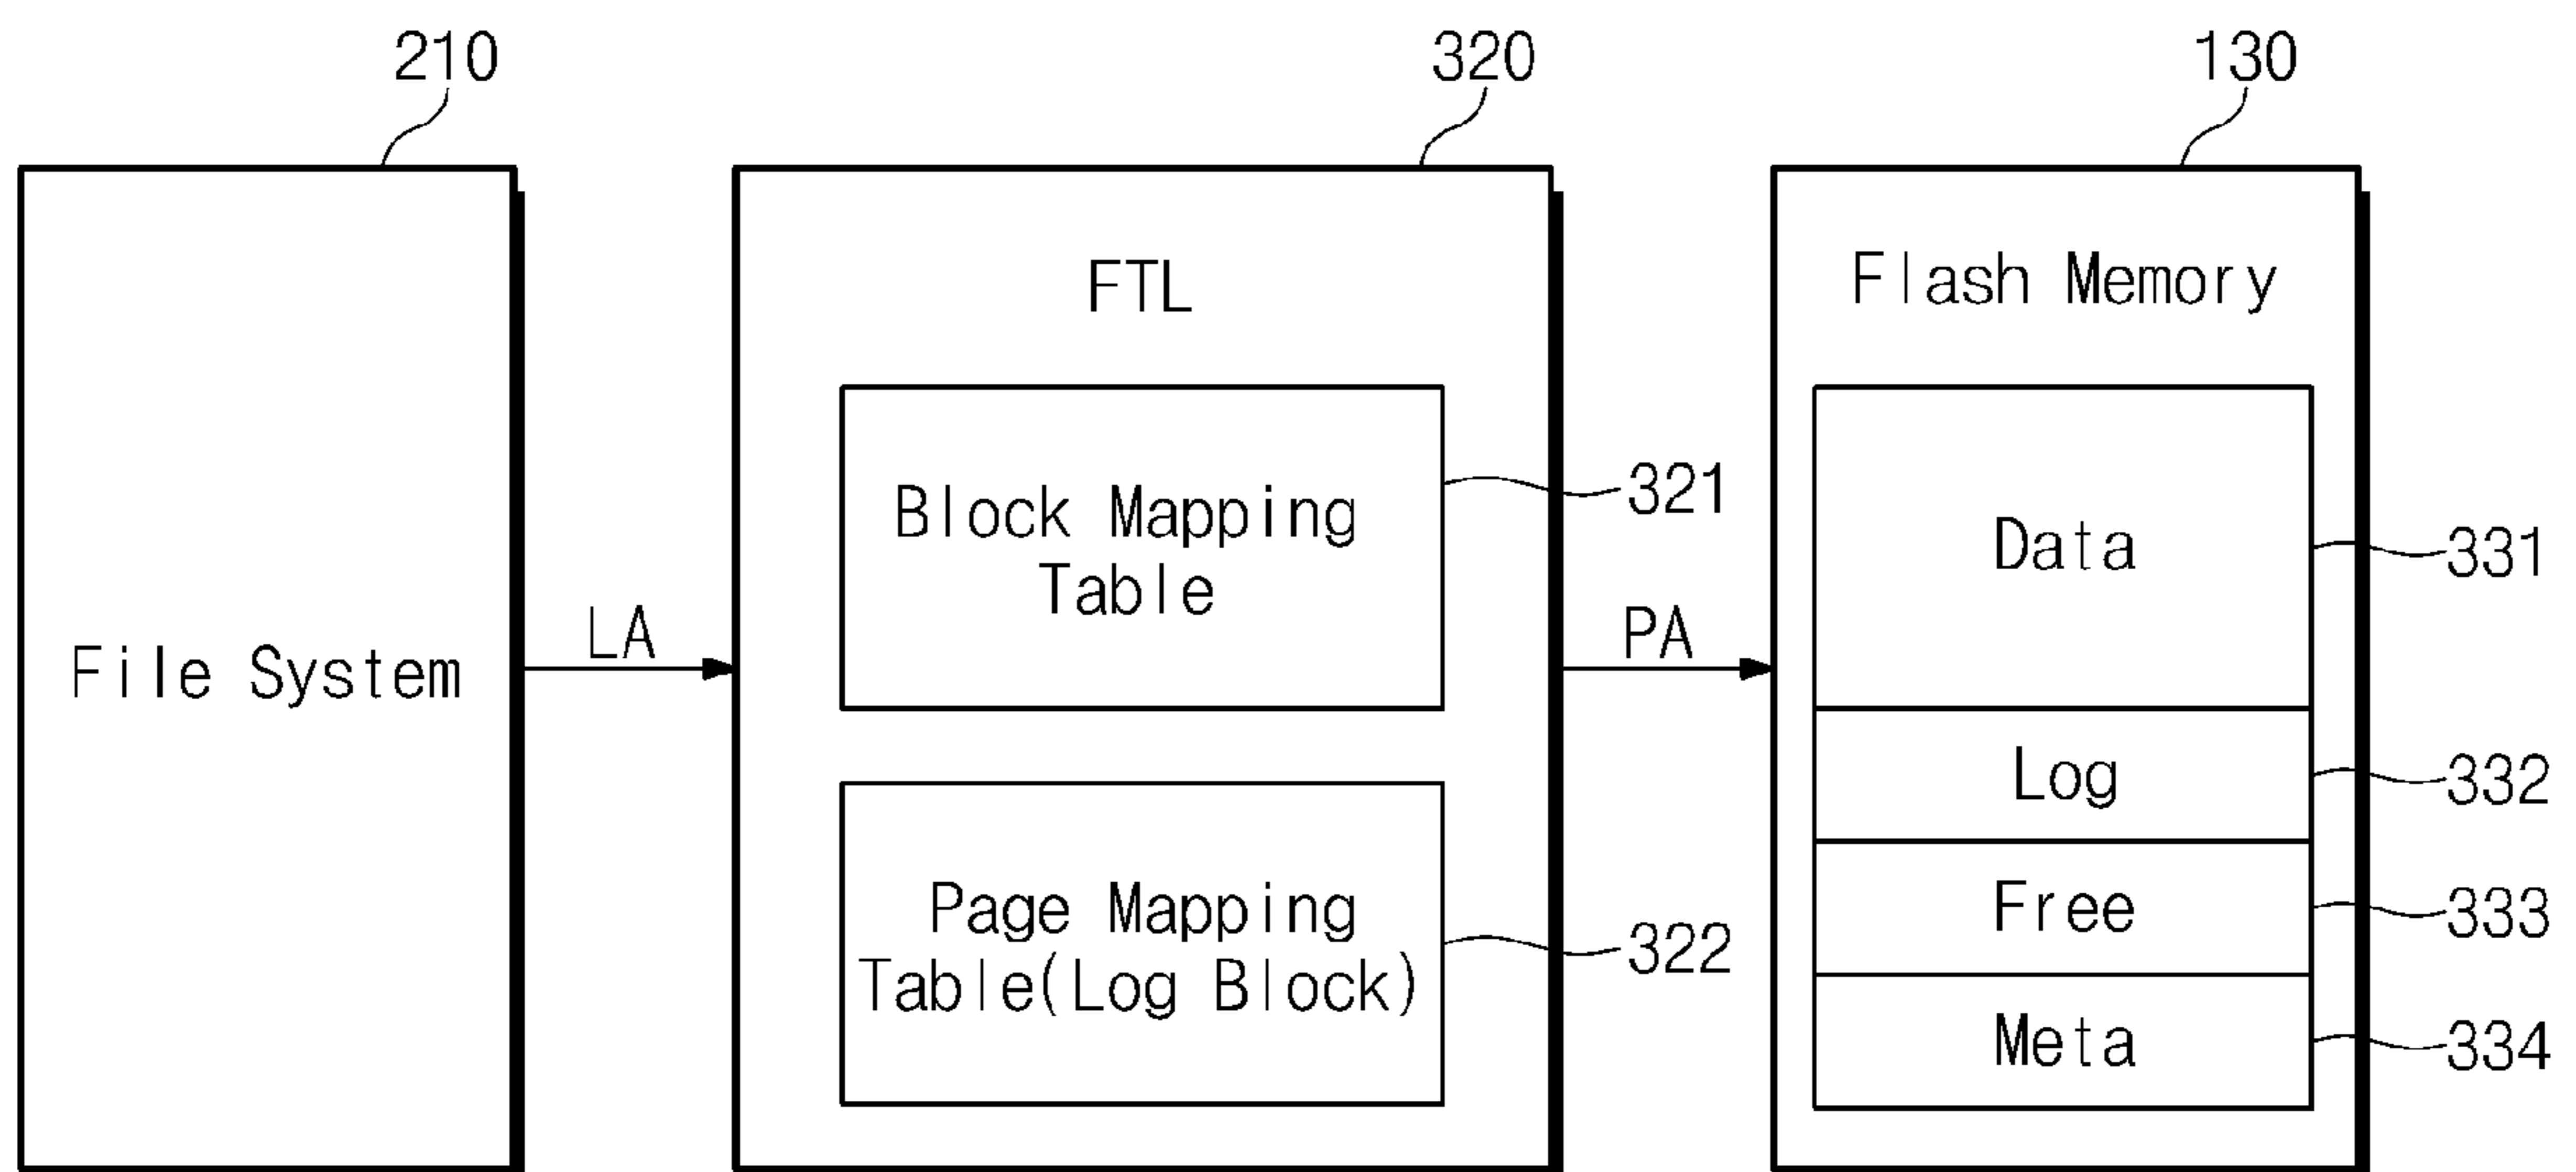 210
320
130
File System
LA
FTL
Block Mapping
Table
321
Page Mapping
Table(Log Block)
322
PA
Flash Memory
Data
331
Log
332
Free
333
Meta
334